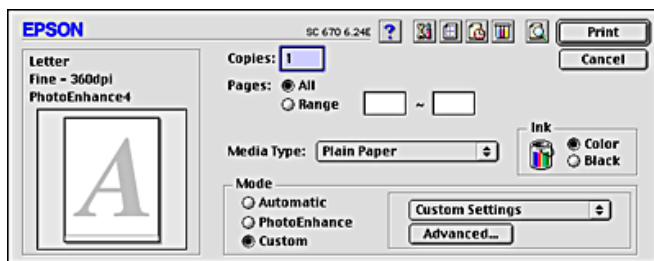 EPSON
SC 670 6.24E
?
Print
Cancel
Letter
Fine - 360dpi
PhotoEnhance4
A
Copies: 1
Pages: All
Range ~
Media Type: Plain Paper
Ink
Color
Black
Mode
Automatic
PhotoEnhance
Custom
Custom Settings
Advanced...